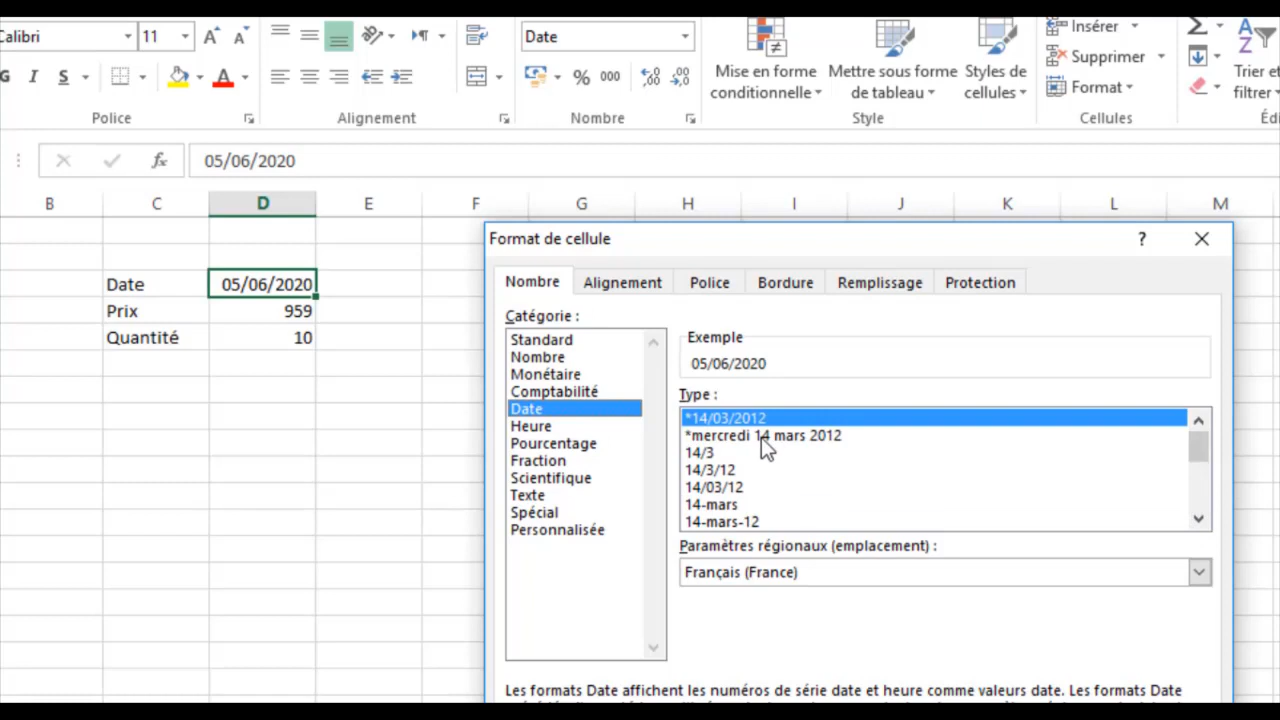 Calibri 11 Date Insérer
G I S % 000 Mise en forme Mettre sous forme Styles de Supprimer Trier et
conditionnelle de tableau cellules Format filtrer
Police Alignement Nombre Style Cellules Édi
fx 05/06/2020
B C D E F G H I J K L M
Date 05/06/2020
Prix 959
Quantité 10
Format de cellule ?
Nombre Alignement Police Bordure Remplissage Protection
Catégorie :
Standard
Nombre
Monétaire
Comptabilité
Date
Heure
Pourcentage
Fraction
Scientifique
Texte
Spécial
Personnalisée
Exemple
05/06/2020
Type :
*14/03/2012
*mercredi 14 mars 2012
14/3
14/3/12
14/03/12
14-mars
14-mars-12
Paramètres régionaux (emplacement) :
Français (France)
Les formats Date affichent les numéros de série date et heure comme valeurs date. Les formats Date